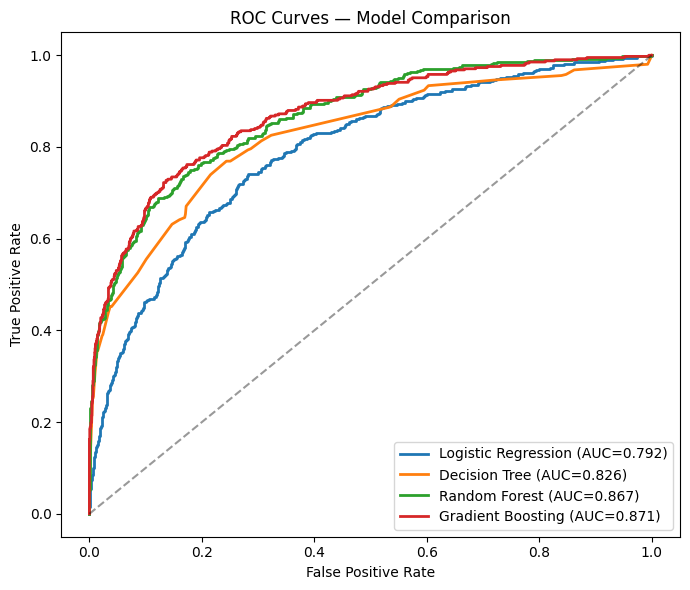 ROC Curves — Model Comparison
True Positive Rate
1.0
0.8
0.6
0.4
0.2
0.0
Logistic Regression (AUC=0.792)
Decision Tree (AUC=0.826)
Random Forest (AUC=0.867)
Gradient Boosting (AUC=0.871)
0.0 0.2 0.4 0.6 0.8 1.0
False Positive Rate